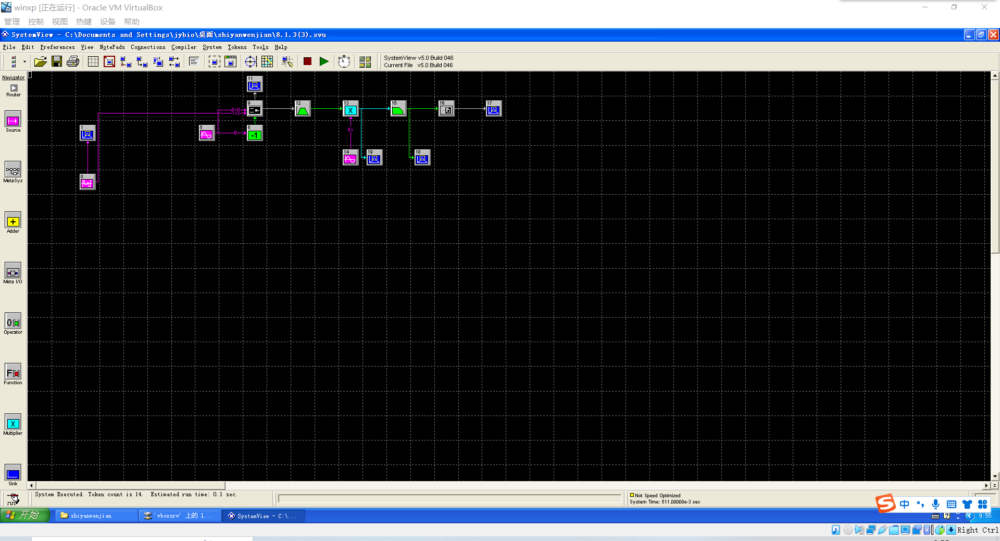 winxp [正在运行] - Oracle VM VirtualBox
管理 控制 视图 热键 设备 帮助
SystemView - C:\Documents and Settings\jybio\桌面\shiyanwenjian\8.1.3(3).svu
File Edit Preferences View NotePads Connections Compiler System Tokens Tools Help
SystemView v5.0 Build 046
Current File v5.0 Build 046
Navigator
Router
Source
MetaSys
Adder
Meta I/O
Operator
Function
Multiplier
Sink
11
9
12
13
15
16
17
1
5
6
-1
14
19
18
0
System Executed. Token count is 14. Estimated run time: 0.1 sec.
Not Speed Optimized
System Time: 511.00000e-3 sec
中
开始
shiyanwenjian
'vboxsrv' 上的 1...
SystemView - C:\...
9:55
Right Ctrl